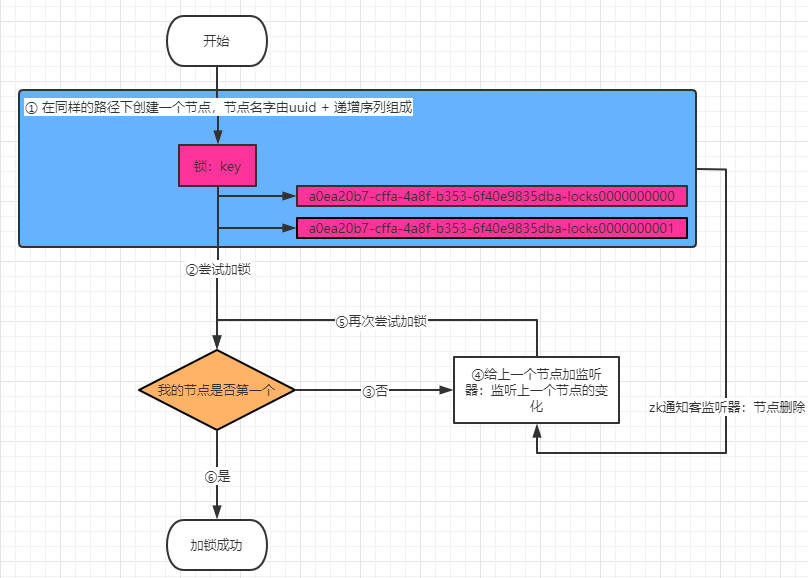 开始
① 在同样的路径下创建一个节点，节点名字由uuid + 递增序列组成
锁：key
a0ea20b7-cffa-4a8f-b353-6f40e9835dba-locks0000000000
a0ea20b7-cffa-4a8f-b353-6f40e9835dba-locks0000000001
②尝试加锁
⑤再次尝试加锁
我的节点是否第一个
③否
④给上一个节点加监听
器：监听上一个节点的变
化
zk通知客监听器：节点删除
⑥是
加锁成功